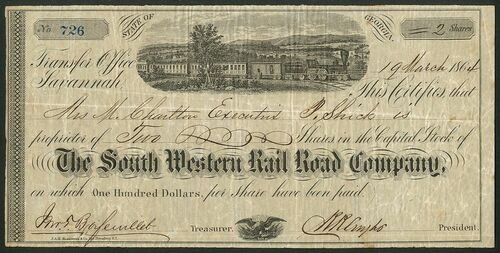 No 726
STATE OF GEORGIA.
2 Shares
Transfer Office
Savannah,
19 March 1864
This Certifies that
Mrs M. Charlton Executrix P. Shick is
proprietor of Two Shares in the Capital Stock of
The South Western Rail Road Company,
on which One Hundred Dollars, per share have been paid.
Treasurer.
President.